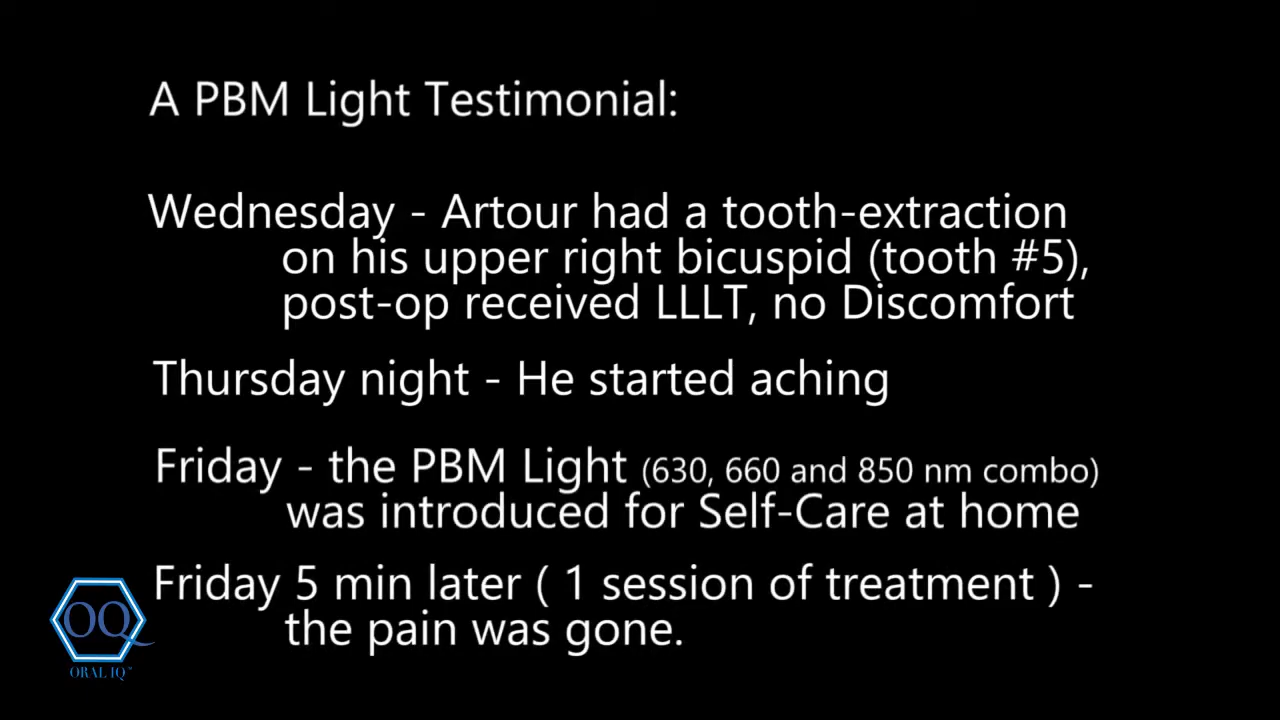 A PBM Light Testimonial:
Wednesday - Artour had a tooth-extraction
on his upper right bicuspid (tooth #5),
post-op received LLLT, no Discomfort
Thursday night - He started aching
Friday - the PBM Light (630, 660 and 850 nm combo)
was introduced for Self-Care at home
Friday 5 min later ( 1 session of treatment ) -
the pain was gone.
OQ
ORAL IQ™